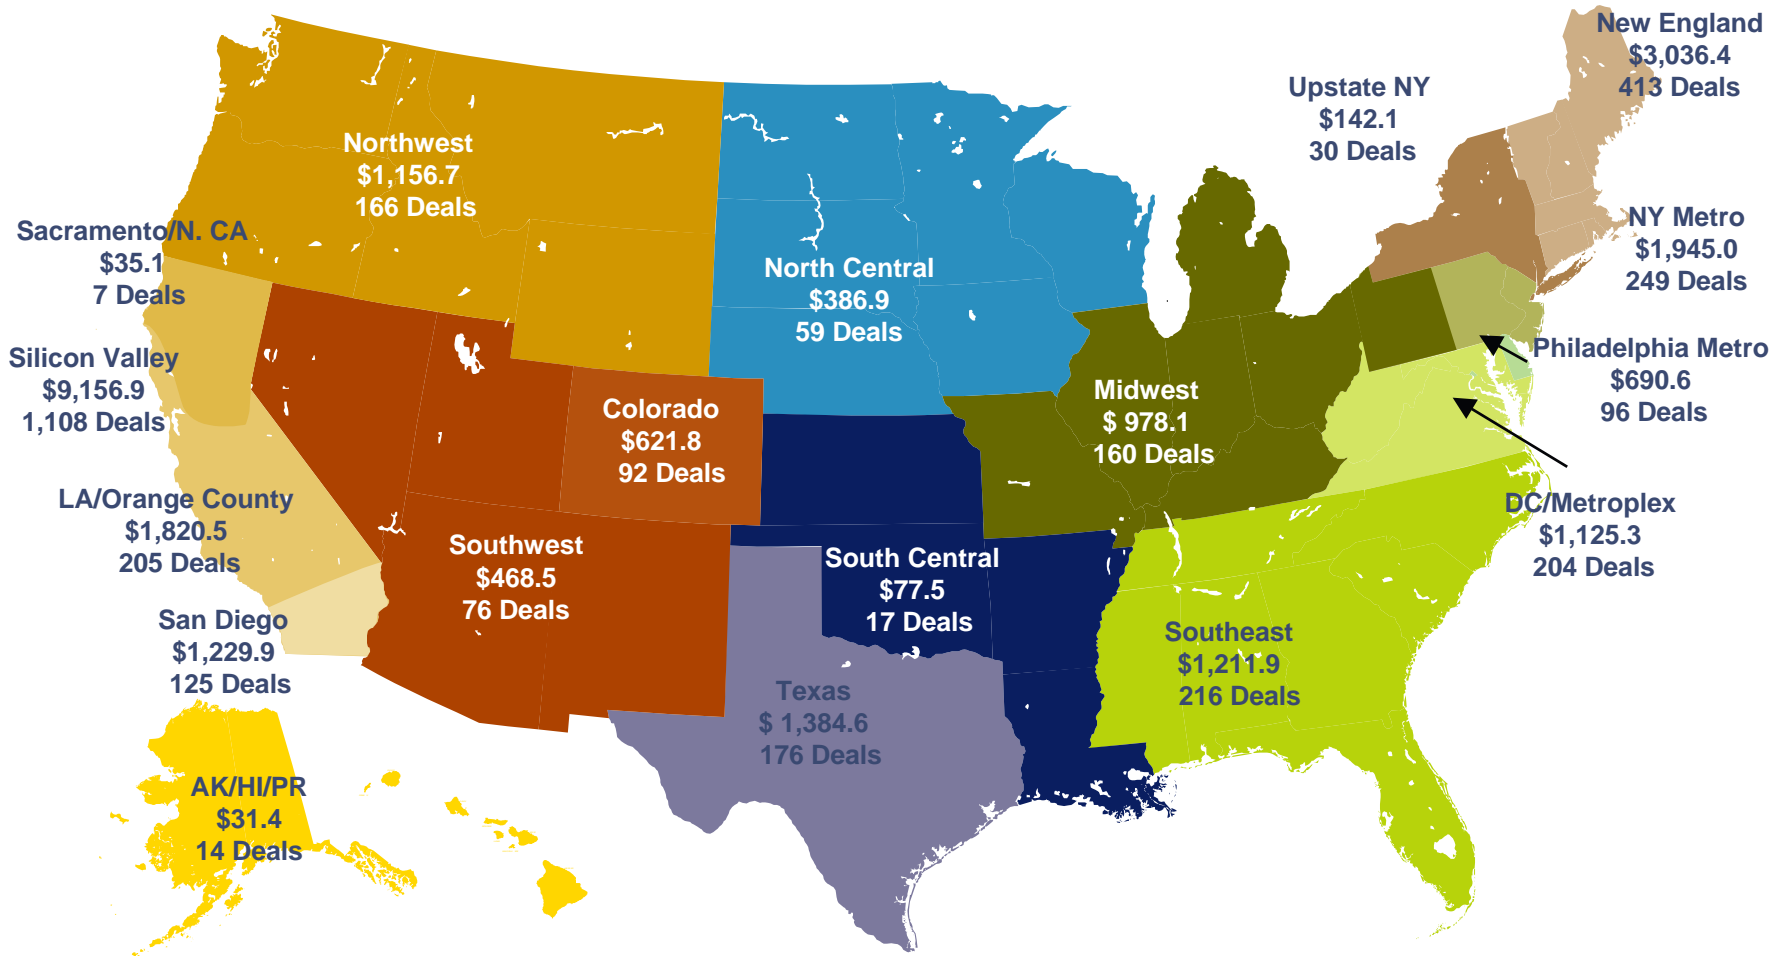 New England
$3,036.4
413 Deals
Upstate NY
$142.1
30 Deals
Northwest
$1,156.7
166 Deals
Sacramento/N. CA
$35.1
7 Deals
NY Metro
$1,945.0
249 Deals
North Central
$386.9
59 Deals
Silicon Valley
$9,156.9
1,108 Deals
Philadelphia Metro
$690.6
96 Deals
Colorado
$621.8
92 Deals
Midwest
$ 978.1
160 Deals
LA/Orange County
$1,820.5
205 Deals
DC/Metroplex
$1,125.3
204 Deals
Southwest
$468.5
76 Deals
South Central
$77.5
17 Deals
San Diego
$1,229.9
125 Deals
Southeast
$1,211.9
216 Deals
Texas
$ 1,384.6
176 Deals
AK/HI/PR
$31.4
14 Deals